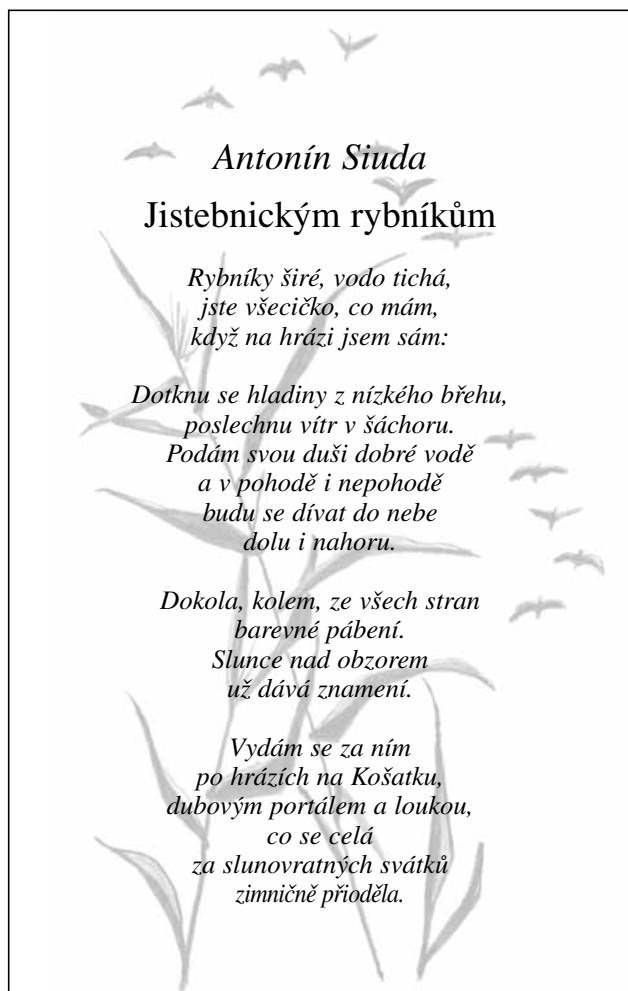 Antonín Siuda
Jistebnickým rybníkům
Rybníky širé, vodo tichá,
jste všecičko, co mám,
když na hrázi jsem sám:
Dotknu se hladiny z nízkého břehu,
poslechnu vítr v šáchoru.
Podám svou duši dobré vodě
a v pohodě i nepohodě
budu se dívat do nebe
dolu i nahoru.
Dokola, kolem, ze všech stran
barevné pábení.
Slunce nad obzorem
už dává znamení.
Vydám se za ním
po hrázích na Košatku,
dubovým portálem a loukou,
co se celá
za slunovratných svátků
zimničně přioděla.